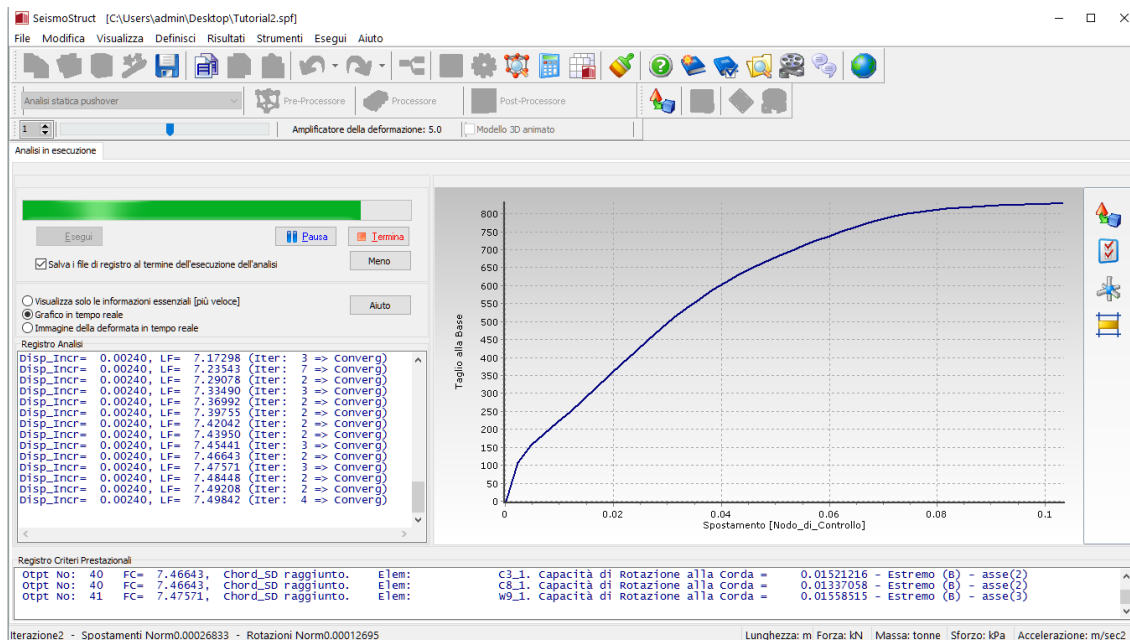 SeismoStruct [C:\Users\admin\Desktop\Tutorial2.spf]
File Modifica Visualizza Definisci Risultati Strumenti Esegui Aiuto
Analisi statica pushover Pre-Processore Processore Post-Processore
1 Amplificatore della deformazione: 5.0 Modello 3D animato
Analisi in esecuzione
Esegui Pausa Termina
Salva i file di registro al termine dell'esecuzione dell'analisi Meno
Visualizza solo le informazioni essenziali [più veloce] Aiuto
Grafico in tempo reale
Immagine della deformata in tempo reale
Registro Analisi
Disp_Incr= 0.00240, LF= 7.17298 (Iter: 3 => Converg)
Disp_Incr= 0.00240, LF= 7.23543 (Iter: 7 => Converg)
Disp_Incr= 0.00240, LF= 7.29078 (Iter: 2 => Converg)
Disp_Incr= 0.00240, LF= 7.33490 (Iter: 3 => Converg)
Disp_Incr= 0.00240, LF= 7.36992 (Iter: 2 => Converg)
Disp_Incr= 0.00240, LF= 7.39755 (Iter: 2 => Converg)
Disp_Incr= 0.00240, LF= 7.42042 (Iter: 2 => Converg)
Disp_Incr= 0.00240, LF= 7.43950 (Iter: 2 => Converg)
Disp_Incr= 0.00240, LF= 7.45441 (Iter: 3 => Converg)
Disp_Incr= 0.00240, LF= 7.46643 (Iter: 2 => Converg)
Disp_Incr= 0.00240, LF= 7.47571 (Iter: 3 => Converg)
Disp_Incr= 0.00240, LF= 7.48448 (Iter: 2 => Converg)
Disp_Incr= 0.00240, LF= 7.49208 (Iter: 2 => Converg)
Disp_Incr= 0.00240, LF= 7.49842 (Iter: 4 => Converg)
Taglio alla Base
800
750
700
650
600
550
500
450
400
350
300
250
200
150
100
50
0
0 0.02 0.04 0.06 0.08 0.1
Spostamento [Nodo_di_Controllo]
Registro Criteri Prestazionali
Otpt No: 40 FC= 7.46643, Chord_SD raggiunto. Elem: C3_1. Capacità di Rotazione alla Corda = 0.01521216 - Estremo (B) - asse(2)
Otpt No: 40 FC= 7.46643, Chord_SD raggiunto. Elem: C8_1. Capacità di Rotazione alla Corda = 0.01337058 - Estremo (B) - asse(2)
Otpt No: 41 FC= 7.47571, Chord_SD raggiunto. Elem: W9_1. Capacità di Rotazione alla Corda = 0.01558515 - Estremo (B) - asse(3)
Iterazione2 - Spostamenti Norm0.00026833 - Rotazioni Norm0.00012695 Lunghezza: m Forza: kN Massa: tonne Sforzo: kPa Accelerazione: m/sec2